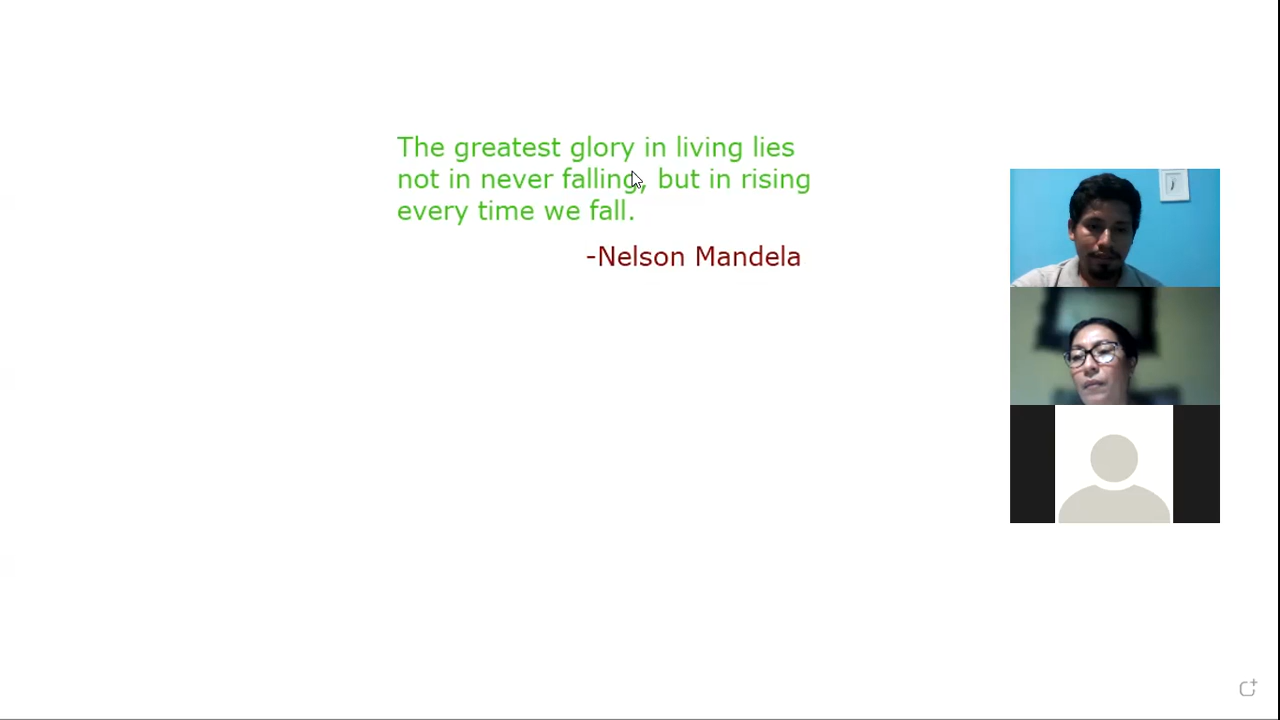 The greatest glory in living lies
not in never falling, but in rising
every time we fall.
-Nelson Mandela